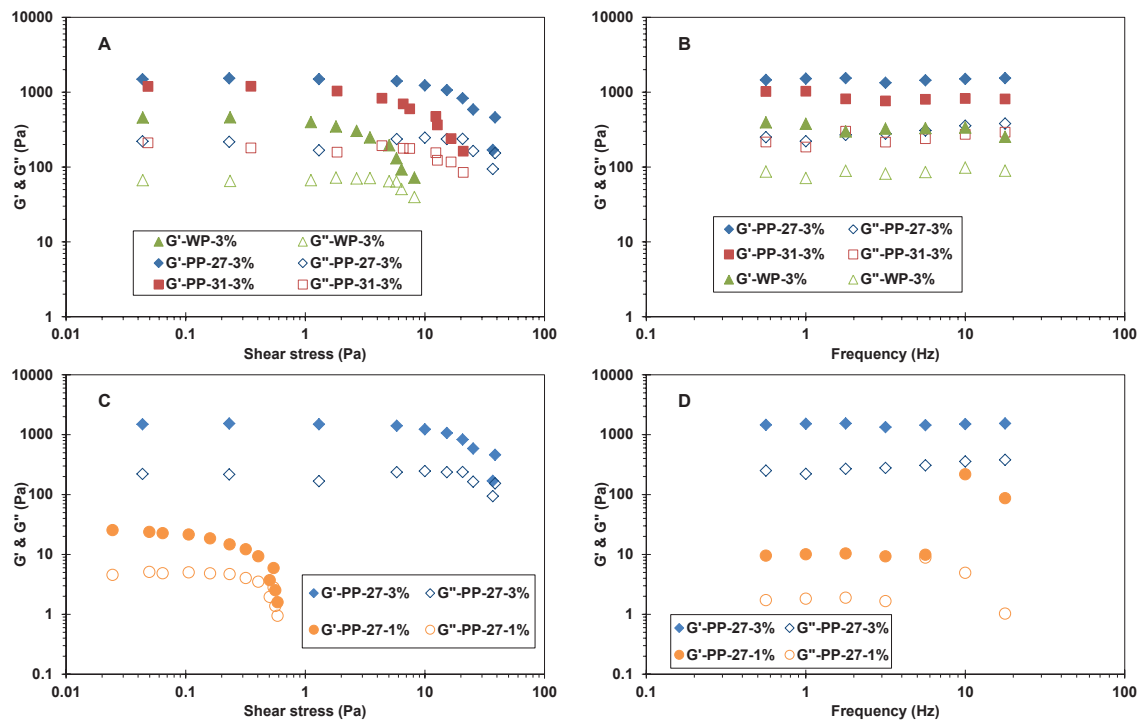 A
10000
1000
100
10
1
G' & G'' (Pa)
G'-WP-3% G"-WP-3%
G'-PP-27-3% G"-PP-27-3%
G'-PP-31-3% G"-PP-31-3%
0.01 0.1 1 10 100
Shear stress (Pa)
B
10000
1000
100
10
1
G' & G'' (Pa)
G'-PP-27-3% G"-PP-27-3%
G'-PP-31-3% G"-PP-31-3%
G'-WP-3% G"-WP-3%
0.1 1 10 100
Frequency (Hz)
C
10000
1000
100
10
1
0.1
G' & G'' (Pa)
G'-PP-27-3% G"-PP-27-3%
G'-PP-27-1% G"-PP-27-1%
0.01 0.1 1 10 100
Shear stress (Pa)
D
10000
1000
100
10
1
0.1
G' & G'' (Pa)
G'-PP-27-3% G"-PP-27-3%
G'-PP-27-1% G"-PP-27-1%
0.1 1 10 100
Frequency (Hz)